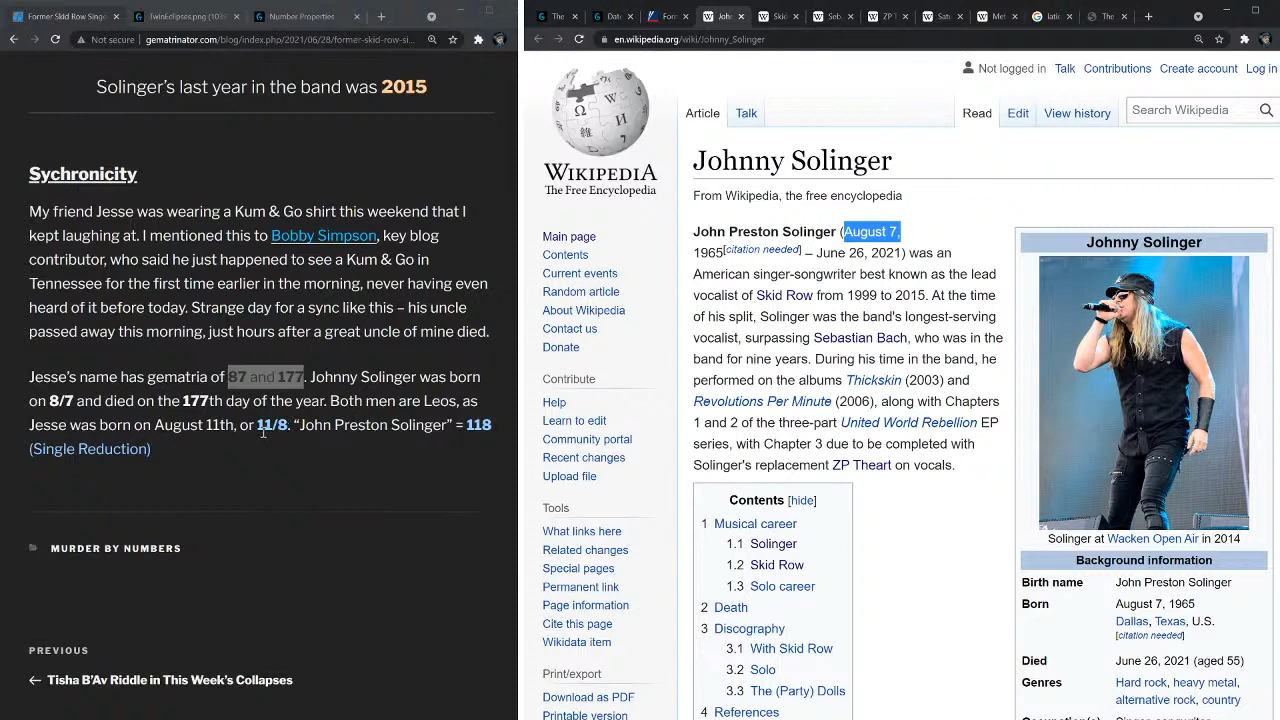 Former Skid Row Singe
TwinEclipses.png (103
Number Properties
Not secure
gematrinator.com/blog/index.php/2021/06/28/former-skid-row-si...
Solinger's last year in the band was 2015
Sychronicity
My friend Jesse was wearing a Kum & Go shirt this weekend that I
kept laughing at. I mentioned this to Bobby Simpson, key blog
contributor, who said he just happened to see a Kum & Go in
Tennessee for the first time earlier in the morning, never having even
heard of it before today. Strange day for a sync like this – his uncle
passed away this morning, just hours after a great uncle of mine died.
Jesse's name has gematria of 87 and 177. Johnny Solinger was born
on 8/7 and died on the 177th day of the year. Both men are Leos, as
Jesse was born on August 11th, or 11/8. “John Preston Solinger” = 118
(Single Reduction)
MURDER BY NUMBERS
PREVIOUS
← Tisha B'Av Riddle in This Week's Collapses
The
Date
Form
John
Skid
Seb
ZP T
Satu
Met
latin
The
en.wikipedia.org/wiki/Johnny_Solinger
Not logged in Talk Contributions Create account Log in
Article Talk Read Edit View history Search Wikipedia
WIKIPEDIA
The Free Encyclopedia
Main page
Contents
Current events
Random article
About Wikipedia
Contact us
Donate
Contribute
Help
Learn to edit
Community portal
Recent changes
Upload file
Tools
What links here
Related changes
Special pages
Permanent link
Page information
Cite this page
Wikidata item
Print/export
Download as PDF
Printable version
Johnny Solinger
From Wikipedia, the free encyclopedia
John Preston Solinger (August 7,
1965[citation needed] – June 26, 2021) was an
American singer-songwriter best known as the lead
vocalist of Skid Row from 1999 to 2015. At the time
of his split, Solinger was the band's longest-serving
vocalist, surpassing Sebastian Bach, who was in the
band for nine years. During his time in the band, he
performed on the albums Thickskin (2003) and
Revolutions Per Minute (2006), along with Chapters
1 and 2 of the three-part United World Rebellion EP
series, with Chapter 3 due to be completed with
Solinger's replacement ZP Theart on vocals.
Contents [hide]
1 Musical career
1.1 Solinger
1.2 Skid Row
1.3 Solo career
2 Death
3 Discography
3.1 With Skid Row
3.2 Solo
3.3 The (Party) Dolls
4 References
Johnny Solinger
Solinger at Wacken Open Air in 2014
Background information
Birth name John Preston Solinger
Born August 7, 1965
Dallas, Texas, U.S.
[citation needed]
Died June 26, 2021 (aged 55)
Genres Hard rock, heavy metal,
alternative rock, country